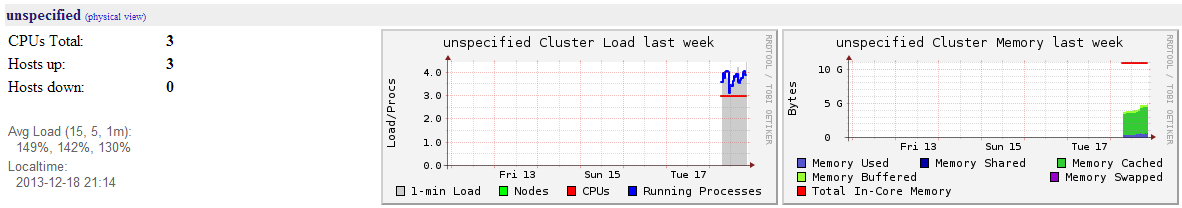 unspecified (physical view)
CPUs Total: 3
Hosts up: 3
Hosts down: 0
Avg Load (15, 5, 1m):
149%, 142%, 130%
Localtime:
2013-12-18 21:14
unspecified Cluster Load last week
RRDTOOL / TOBI OETIKER
Load/Procs
4.0
3.0
2.0
1.0
0.0
Fri 13 Sun 15 Tue 17
1-min Load Nodes CPUs Running Processes
unspecified Cluster Memory last week
RRDTOOL / TOBI OETIKER
Bytes
10 G
5 G
0
Fri 13 Sun 15 Tue 17
Memory Used Memory Shared Memory Cached
Memory Buffered Memory Swapped
Total In-Core Memory